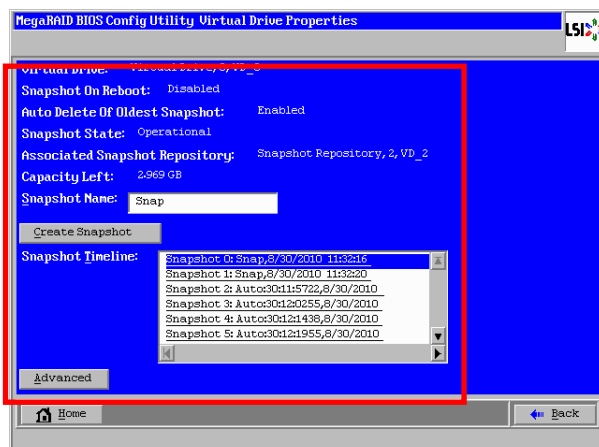 MegaRAID BIOS Config Utility Virtual Drive Properties
LSI
Virtual Drive:
Snapshot On Reboot: Disabled
Auto Delete Of Oldest Snapshot: Enabled
Snapshot State: Operational
Associated Snapshot Repository: Snapshot Repository,2,VD_2
Capacity Left: 2.969 GB
Snapshot Name: Snap
Create Snapshot
Snapshot Timeline: Snapshot 0: Snap,8/30/2010 11:32:16
Snapshot 1: Snap,8/30/2010 11:32:20
Snapshot 2: Auto:30:11:5722,8/30/2010
Snapshot 3: Auto:30:12:0255,8/30/2010
Snapshot 4: Auto:30:12:1438,8/30/2010
Snapshot 5: Auto:30:12:1955,8/30/2010
Advanced
Home Back